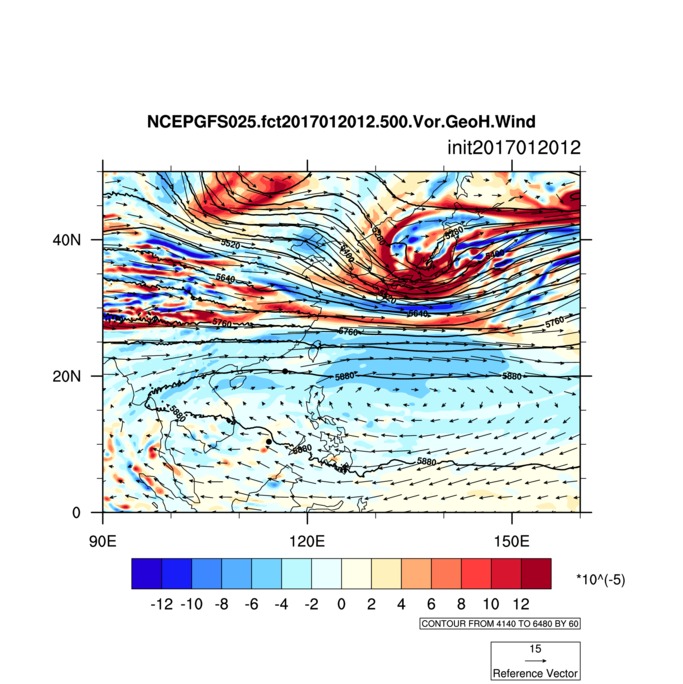 NCEPGFS025.fct2017012012.500.Vor.GeoH.Wind
init2017012012
40N
20N
0
90E 120E 150E
5520
5280
5640
5640
5760
5760
5760
5880
5880
5880
5880
5880
-12 -10 -8 -6 -4 -2 0 2 4 6 8 10 12
*10^(-5)
CONTOUR FROM 4140 TO 6480 BY 60
15
Reference Vector